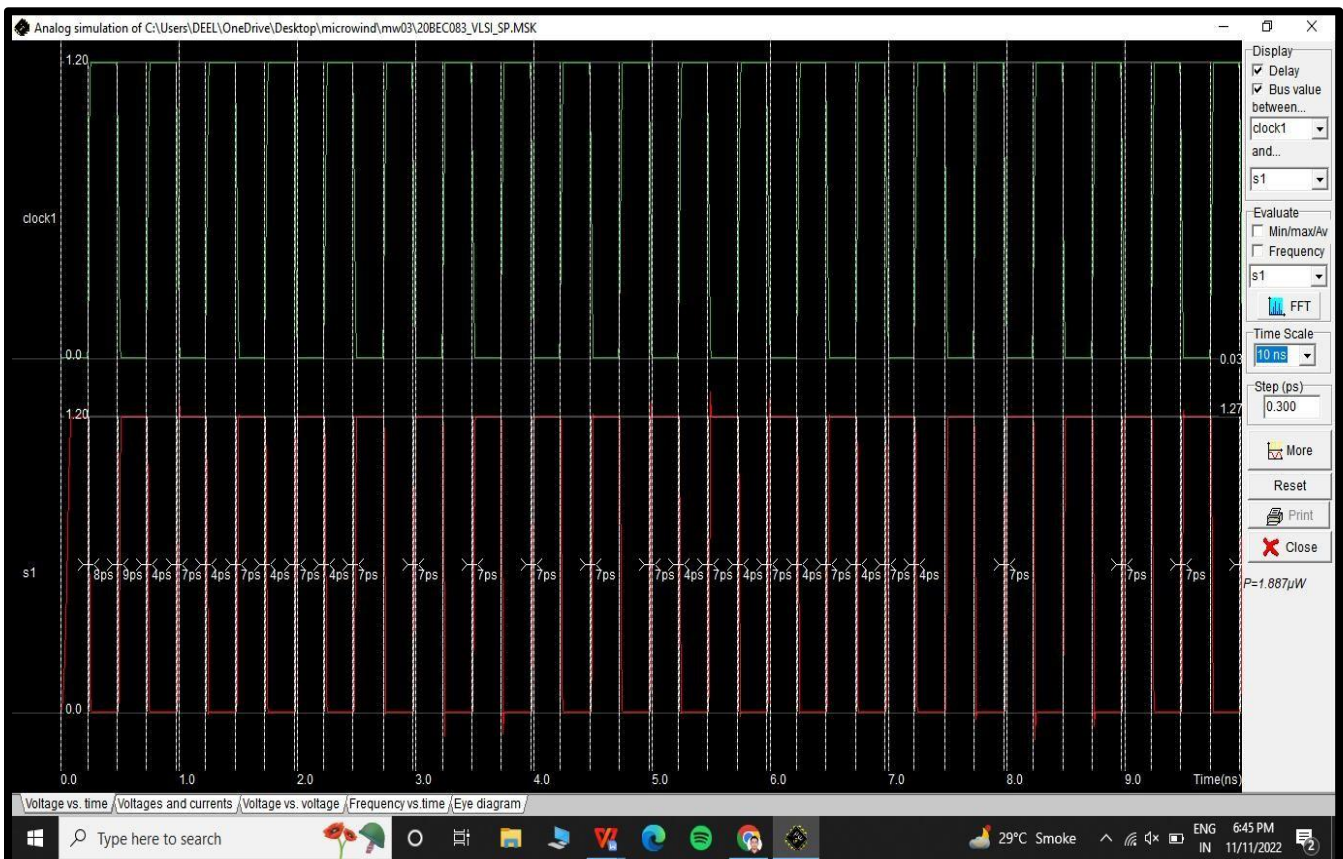 Analog simulation of C:\Users\DEEL\OneDrive\Desktop\microwind\mw03\20BEC083_VLSI_SP.MSK
1.20
clock1
0.0
0.03
1.20
1.27
s1
8ps 9ps 4ps 7ps 4ps 7ps 4ps 7ps 4ps 7ps 7ps 7ps 7ps 7ps 7ps 4ps 7ps 4ps 7ps 4ps 7ps 4ps 7ps 4ps 7ps 7ps 7ps
0.0
0.0 1.0 2.0 3.0 4.0 5.0 6.0 7.0 8.0 9.0 Time(ns)
Display
Delay
Bus value
between...
clock1
and...
s1
Evaluate
Min/max/Av
Frequency
s1
FFT
Time Scale
10 ns
Step (ps)
0.300
More
Reset
Print
Close
P=1.887µW
Voltage vs. time Voltages and currents Voltage vs. voltage Frequency vs.time Eye diagram
Type here to search
29°C Smoke
ENG 6:45 PM
IN 11/11/2022
2